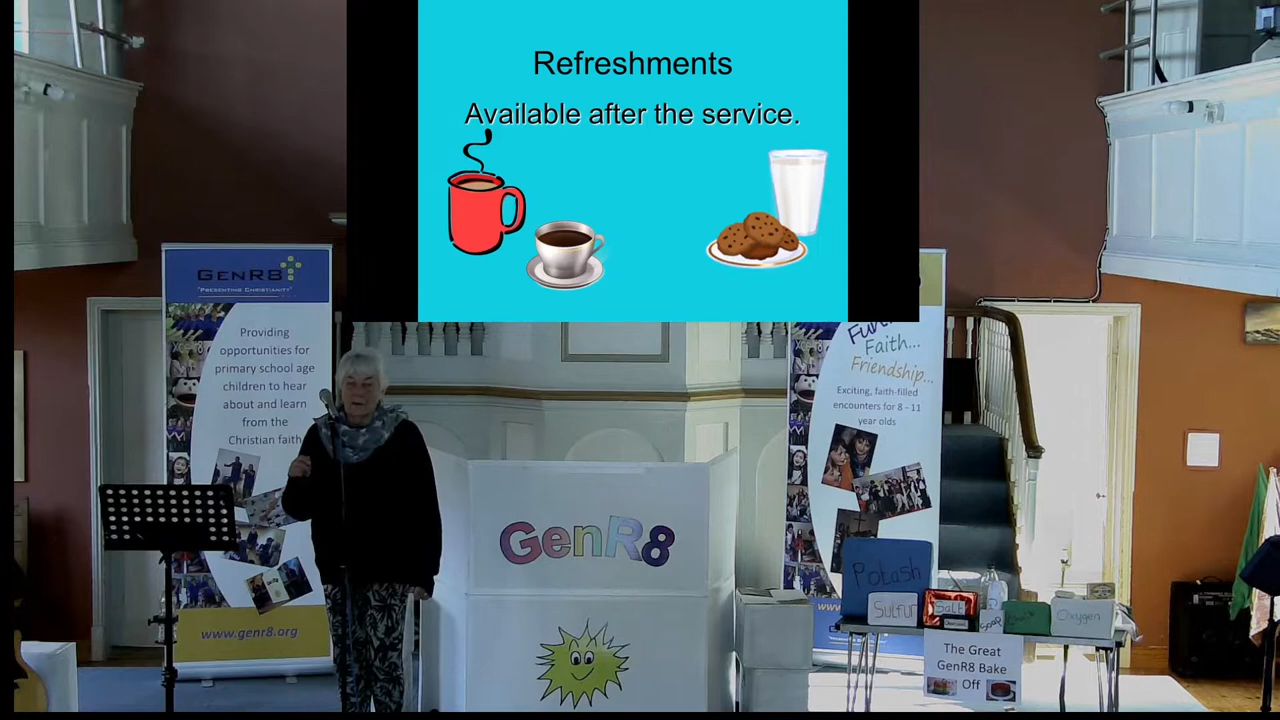 Refreshments
Available after the service.
GENR8
"PRESENTING CHRISTIANITY"
Providing
opportunities for
primary school age
children to hear
about and learn
from the
Christian faith
www.genr8.org
GenR8
Faith...
Friendship...
Exciting, faith-filled
encounters for 8 – 11
year olds
Potash
Sulfur
Salt
Soap
Oxygen
The Great
GenR8 Bake
Off